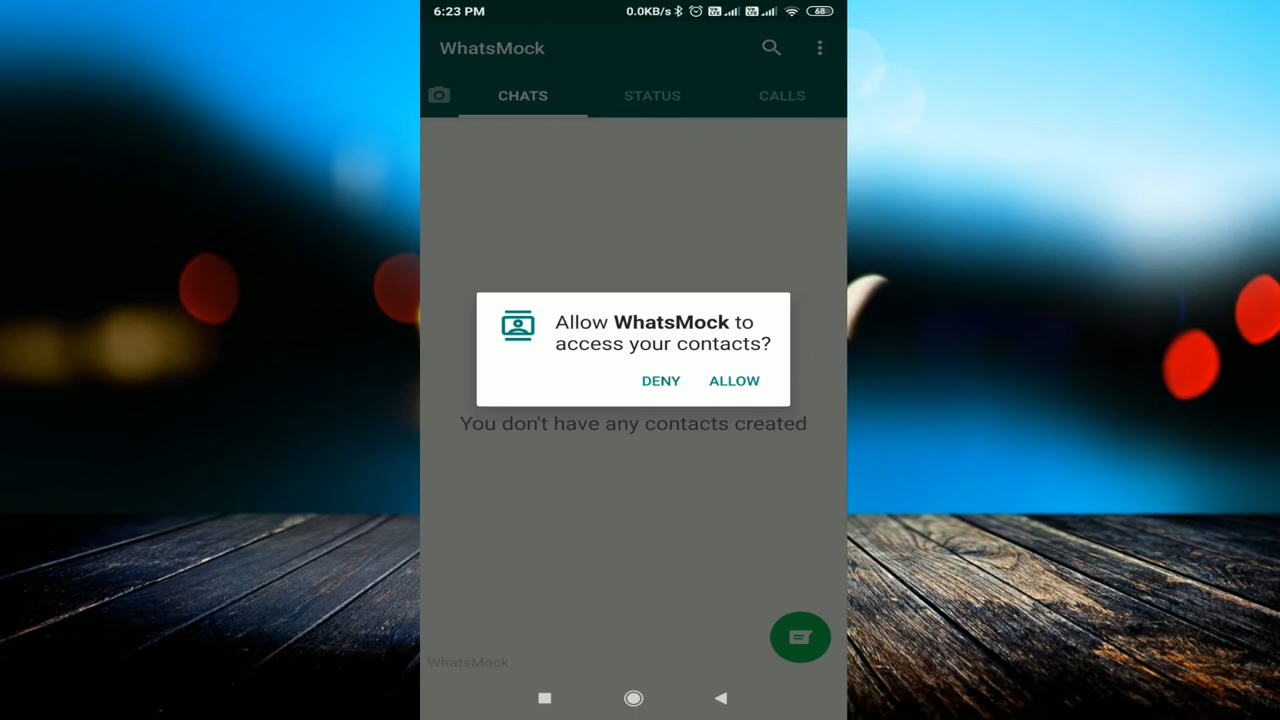 6:23 PM 0.0KB/s 68
WhatsMock
CHATS STATUS CALLS
Allow WhatsMock to
access your contacts?
DENY ALLOW
You don't have any contacts created
WhatsMock